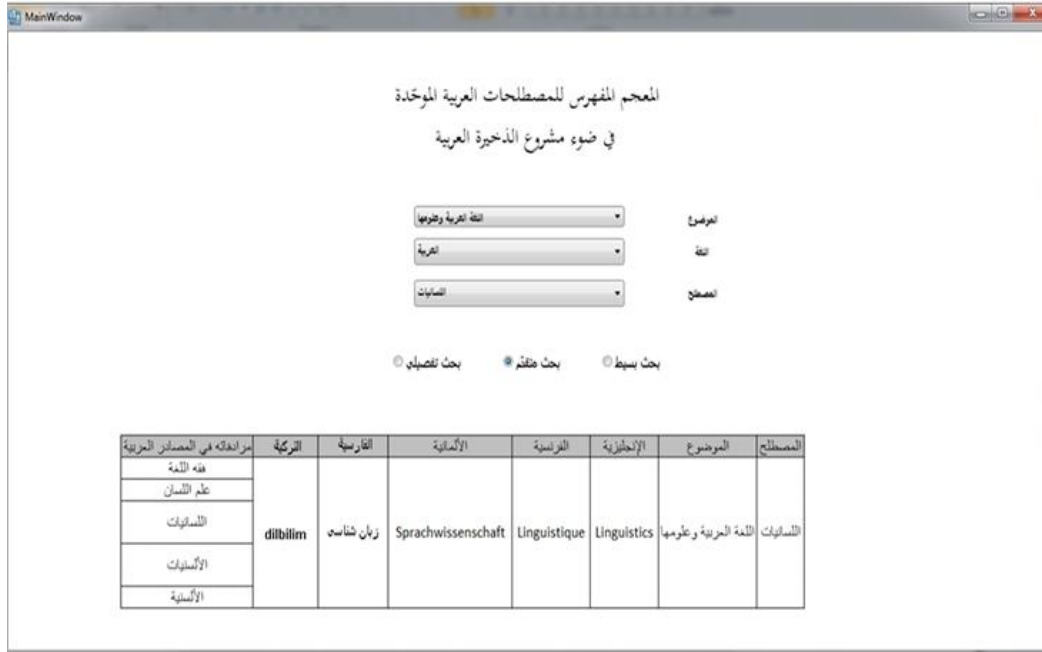 MainWindow
المعجم المفهرس للمصطلحات العربية الموحّدة
في ضوء مشروع الذخيرة العربية
الموضوع اللغة العربية وعلومها
اللغة العربية
المصطلح اللسانيات
بحث بسيط بحث متقدّم بحث تفصيلي
المصطلح الموضوع الإنجليزية الفرنسية الألمانية الفارسية التركية مرادفاته في المصادر العربية
اللسانيات اللغة العربية وعلومها Linguistics Linguistique Sprachwissenschaft زبان شناسی dilbilim
فقه اللغة
علم اللسان
اللسانيات
الألسنيات
الألسنية